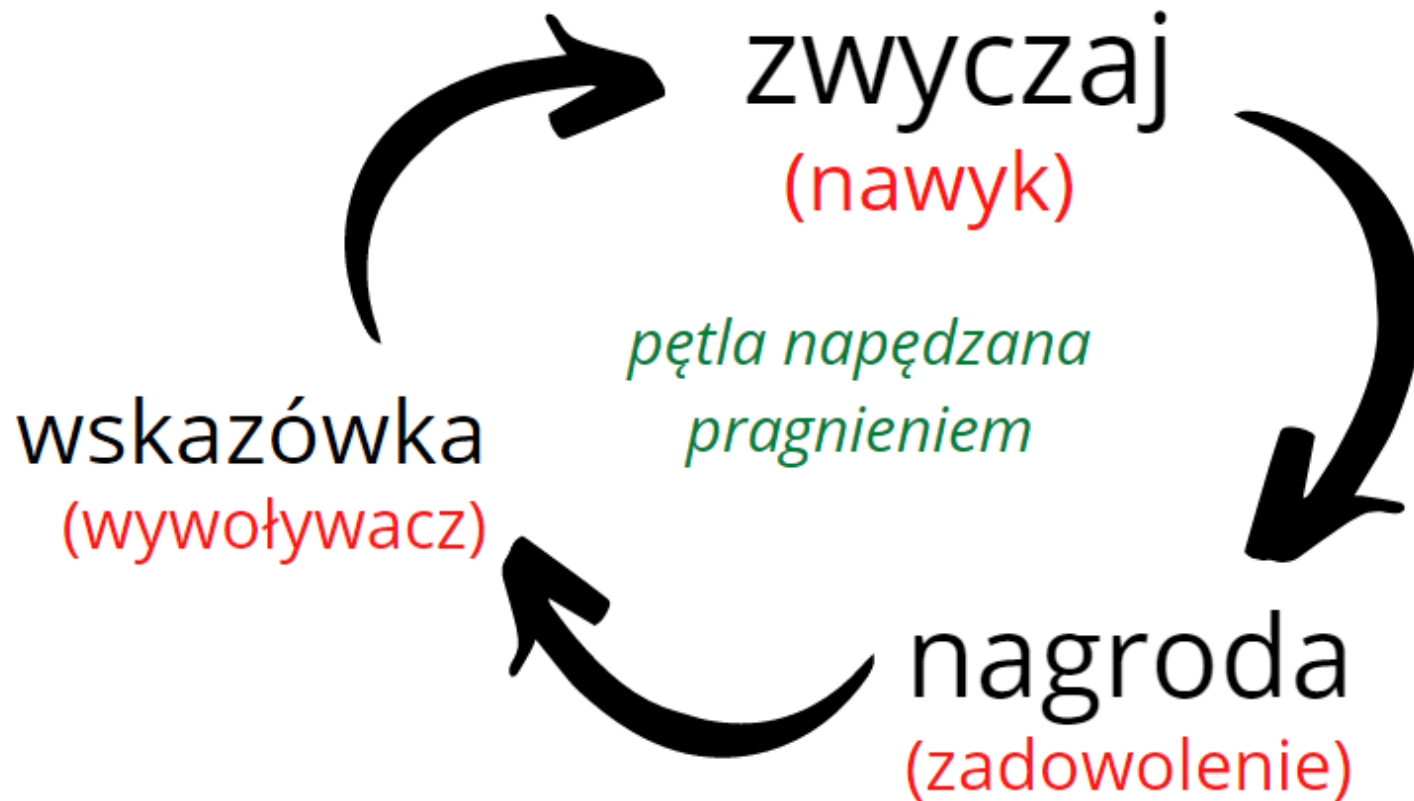 zwyczaj
(nawyk)
pętla napędzana
pragnieniem
wskazówka
(wywoływacz)
nagroda
(zadowolenie)